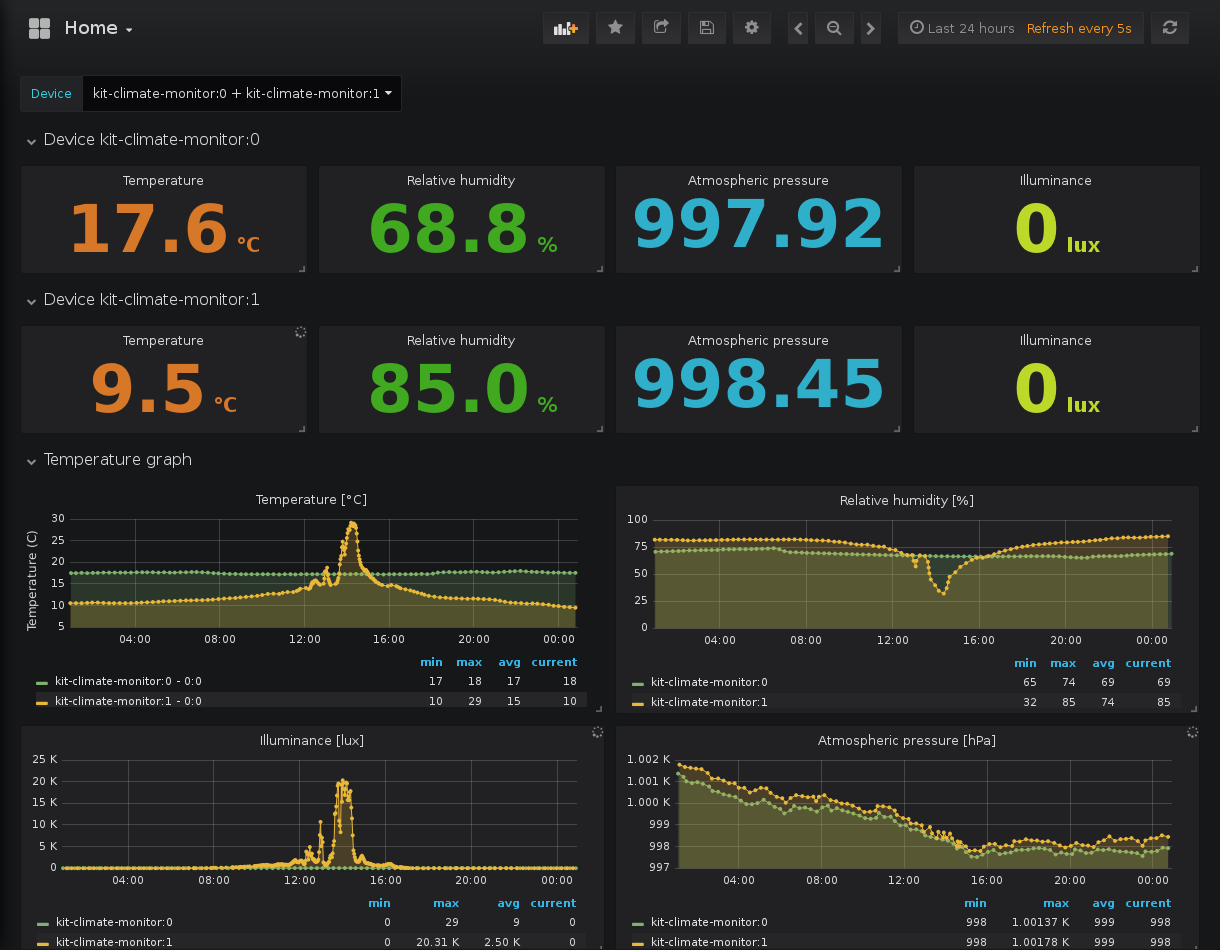 Home
Last 24 hours Refresh every 5s
Device kit-climate-monitor:0 + kit-climate-monitor:1
Device kit-climate-monitor:0
Temperature
17.6 °C
Relative humidity
68.8 %
Atmospheric pressure
997.92
Illuminance
0 lux
Device kit-climate-monitor:1
Temperature
9.5 °C
Relative humidity
85.0 %
Atmospheric pressure
998.45
Illuminance
0 lux
Temperature graph
Temperature [°C]
Temperature (C)
30
25
20
15
10
5
04:00 08:00 12:00 16:00 20:00 00:00
min max avg current
kit-climate-monitor:0 - 0:0 17 18 17 18
kit-climate-monitor:1 - 0:0 10 29 15 10
Relative humidity [%]
100
75
50
25
0
04:00 08:00 12:00 16:00 20:00 00:00
min max avg current
kit-climate-monitor:0 65 74 69 69
kit-climate-monitor:1 32 85 74 85
Illuminance [lux]
25 K
20 K
15 K
10 K
5 K
0
04:00 08:00 12:00 16:00 20:00 00:00
min max avg current
kit-climate-monitor:0 0 29 9 0
kit-climate-monitor:1 0 20.31 K 2.50 K 0
Atmospheric pressure [hPa]
1.002 K
1.001 K
1.000 K
999
998
997
04:00 08:00 12:00 16:00 20:00 00:00
min max avg current
kit-climate-monitor:0 998 1.00137 K 999 998
kit-climate-monitor:1 998 1.00178 K 999 998